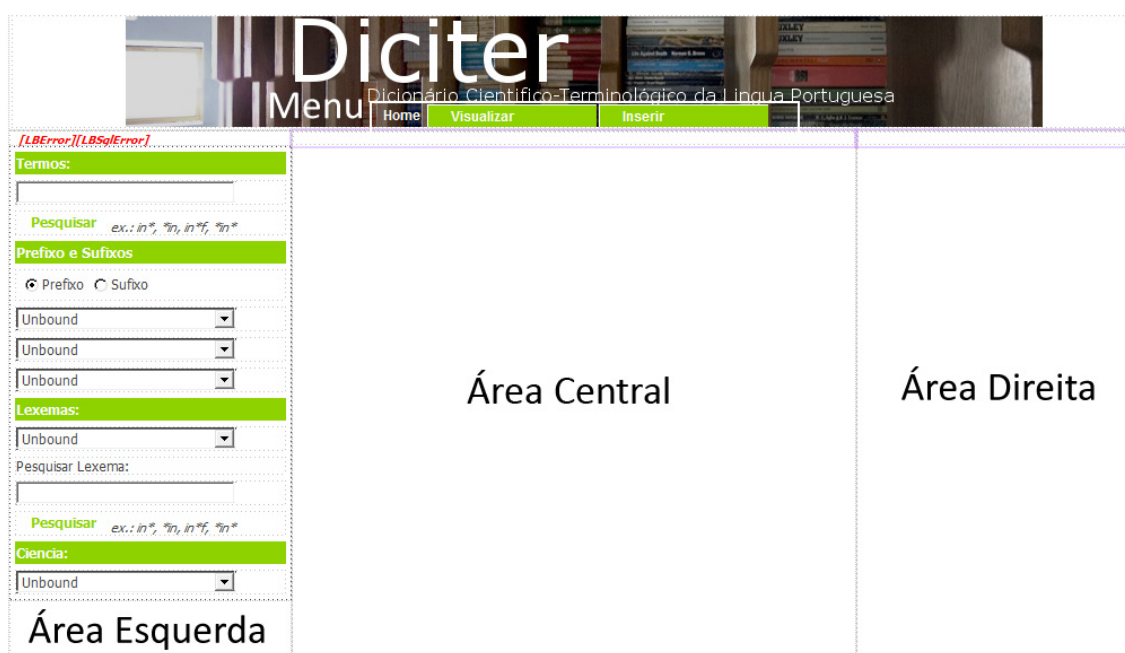 Diciter
Dicionário Cientifico-Terminológico da Lingua Portuguesa
Menu Home Visualizar Inserir
[LBError][LBSqlError]
Termos:
Pesquisar ex.: in*, *in, in*f, *in*
Prefixo e Sufixos
Prefixo Sufixo
Unbound
Unbound
Unbound
Lexemas:
Unbound
Pesquisar Lexema:
Pesquisar ex.: in*, *in, in*f, *in*
Ciencia:
Unbound
Área Esquerda
Área Central
Área Direita